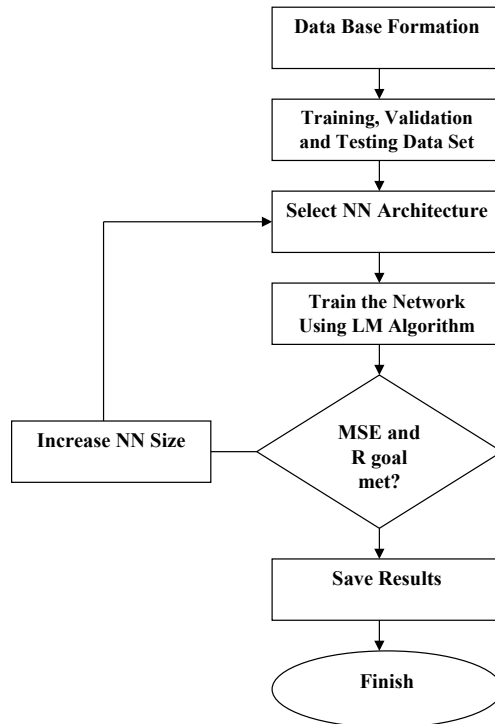 Data Base Formation
Training, Validation
and Testing Data Set
Select NN Architecture
Train the Network
Using LM Algorithm
MSE and
R goal
met?
Increase NN Size
Save Results
Finish